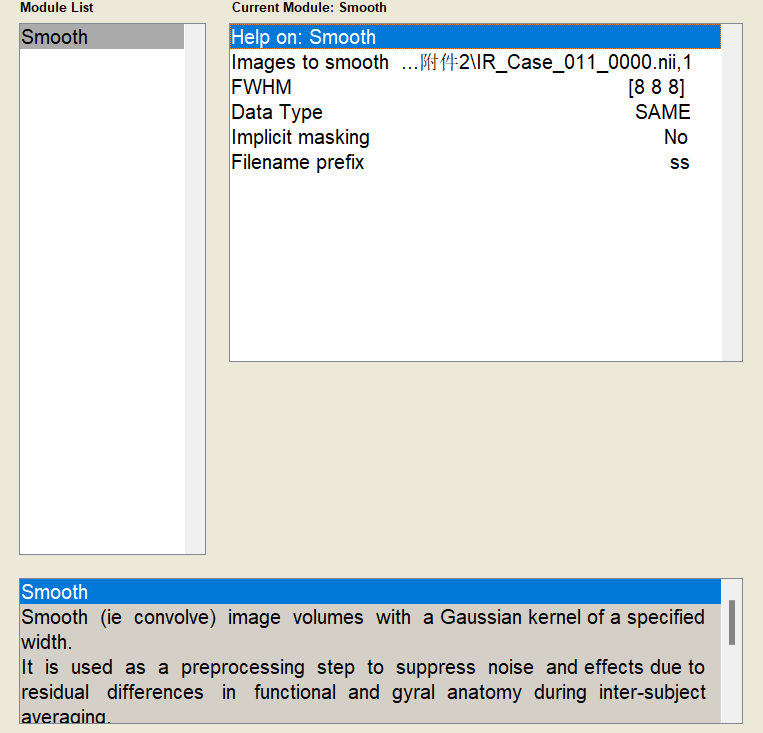 Module List
Current Module: Smooth
Smooth
Help on: Smooth
Images to smooth ...附件2\IR_Case_011_0000.nii,1
FWHM [8 8 8]
Data Type SAME
Implicit masking No
Filename prefix ss
Smooth
Smooth (ie convolve) image volumes with a Gaussian kernel of a specified
width.
It is used as a preprocessing step to suppress noise and effects due to
residual differences in functional and gyral anatomy during inter-subject
averaging.